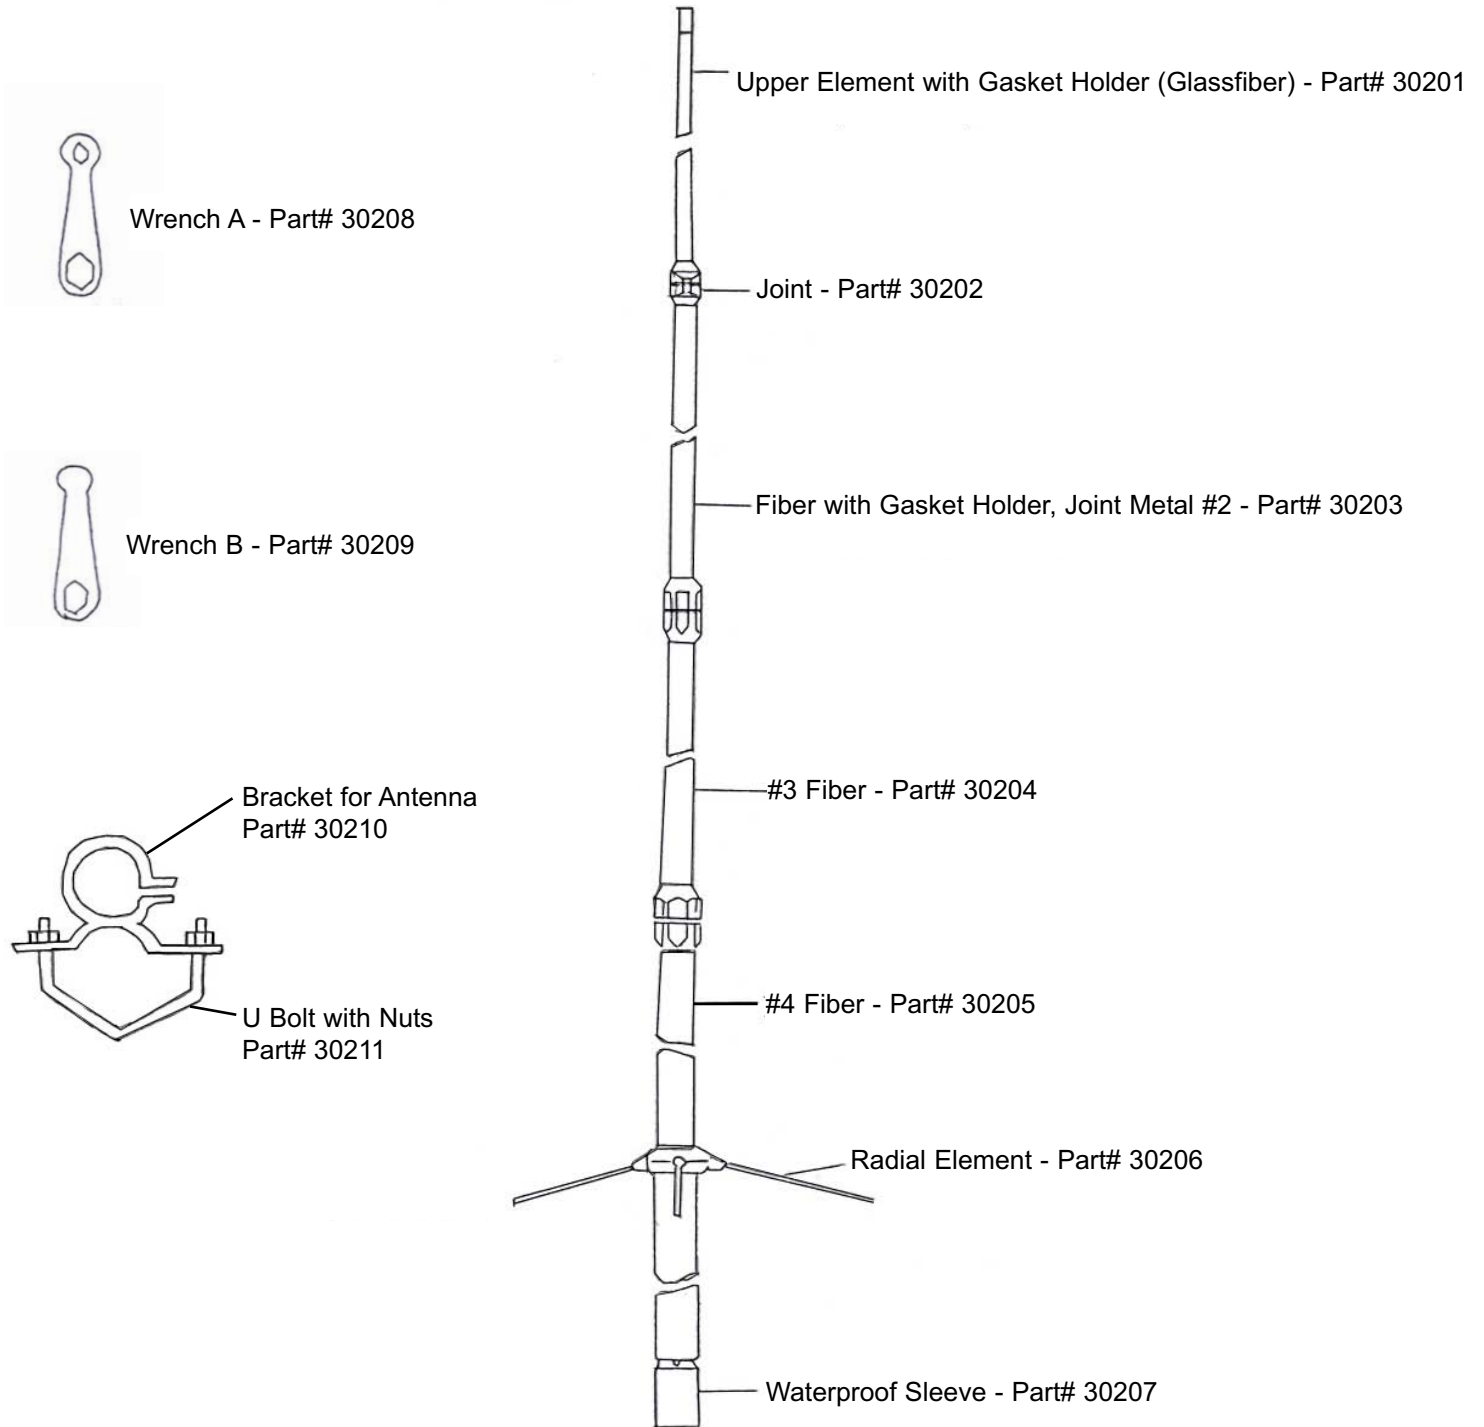 Upper Element with Gasket Holder (Glassfiber) - Part# 30201
Wrench A - Part# 30208
Joint - Part# 30202
Fiber with Gasket Holder, Joint Metal #2 - Part# 30203
Wrench B - Part# 30209
#3 Fiber - Part# 30204
Bracket for Antenna
Part# 30210
#4 Fiber - Part# 30205
U Bolt with Nuts
Part# 30211
Radial Element - Part# 30206
Waterproof Sleeve - Part# 30207